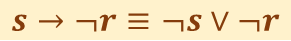 s → ¬r ≡ ¬s ∨ ¬r